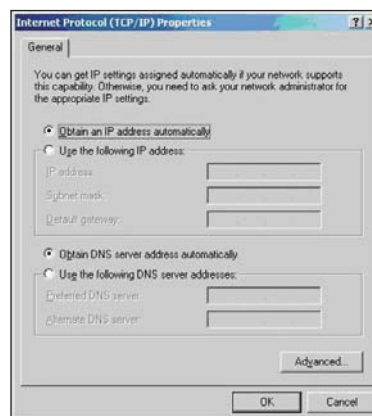 Internet Protocol (TCP/IP) Properties
General
You can get IP settings assigned automatically if your network supports
this capability. Otherwise, you need to ask your network administrator for
the appropriate IP settings.
Obtain an IP address automatically
Use the following IP address:
IP address:
Subnet mask:
Default gateway:
Obtain DNS server address automatically
Use the following DNS server addresses:
Preferred DNS server:
Alternate DNS server:
Advanced...
OK
Cancel